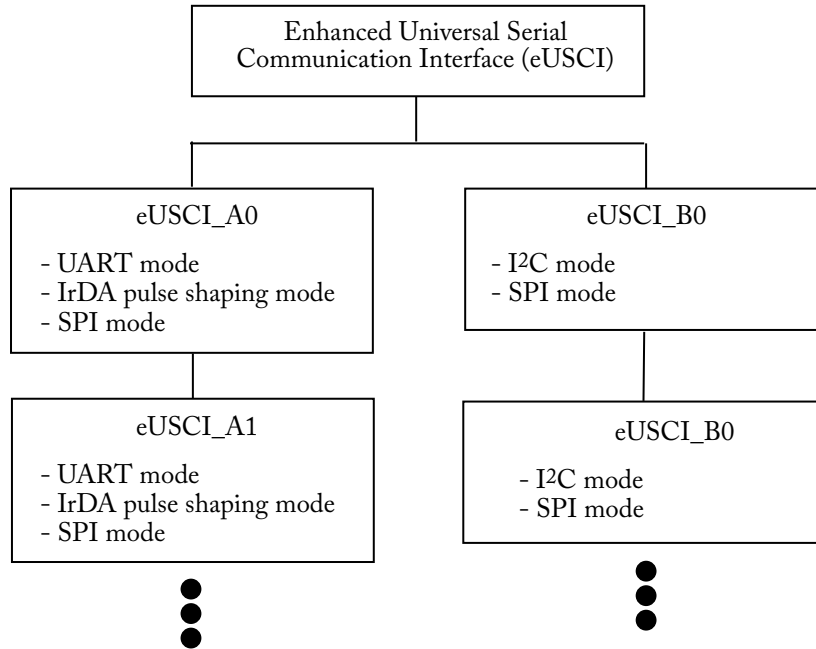 Enhanced Universal Serial
Communication Interface (eUSCI)
eUSCI_A0
- UART mode
- IrDA pulse shaping mode
- SPI mode
eUSCI_B0
- I²C mode
- SPI mode
eUSCI_A1
- UART mode
- IrDA pulse shaping mode
- SPI mode
eUSCI_B0
- I²C mode
- SPI mode